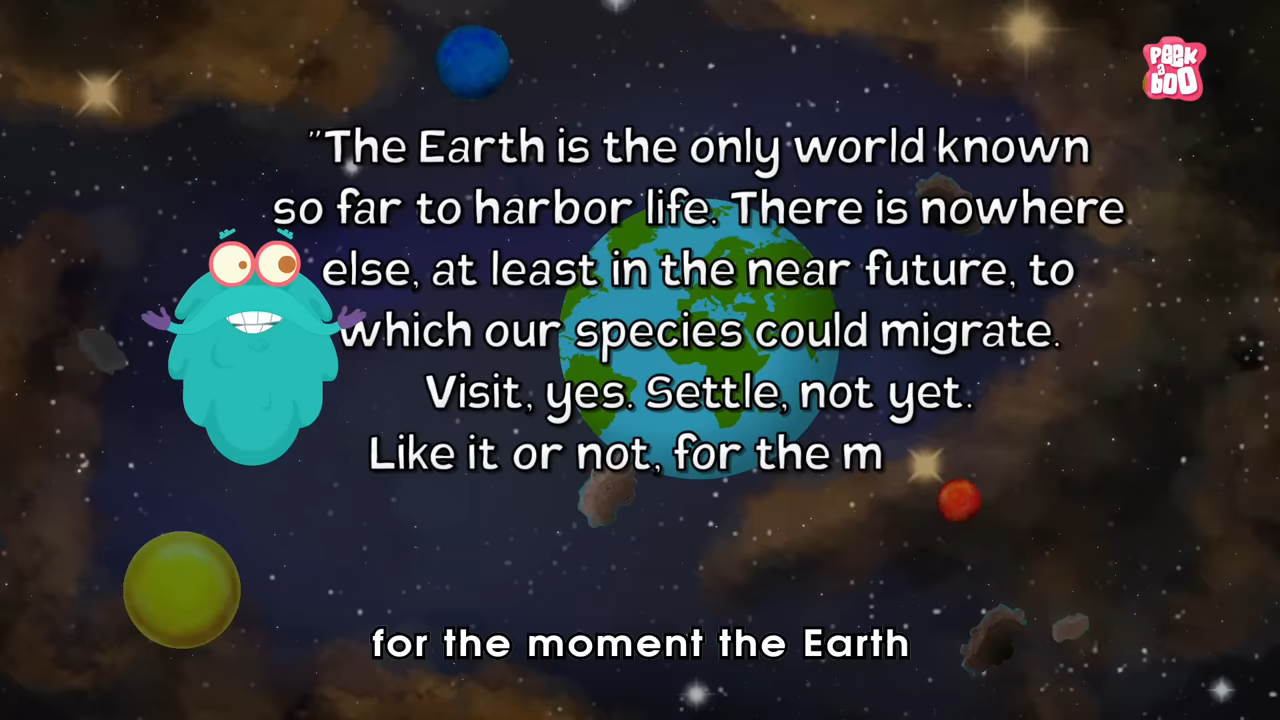 Peek
a
boo
"The Earth is the only world known
so far to harbor life. There is nowhere
else, at least in the near future, to
which our species could migrate.
Visit, yes. Settle, not yet.
Like it or not, for the m
for the moment the Earth